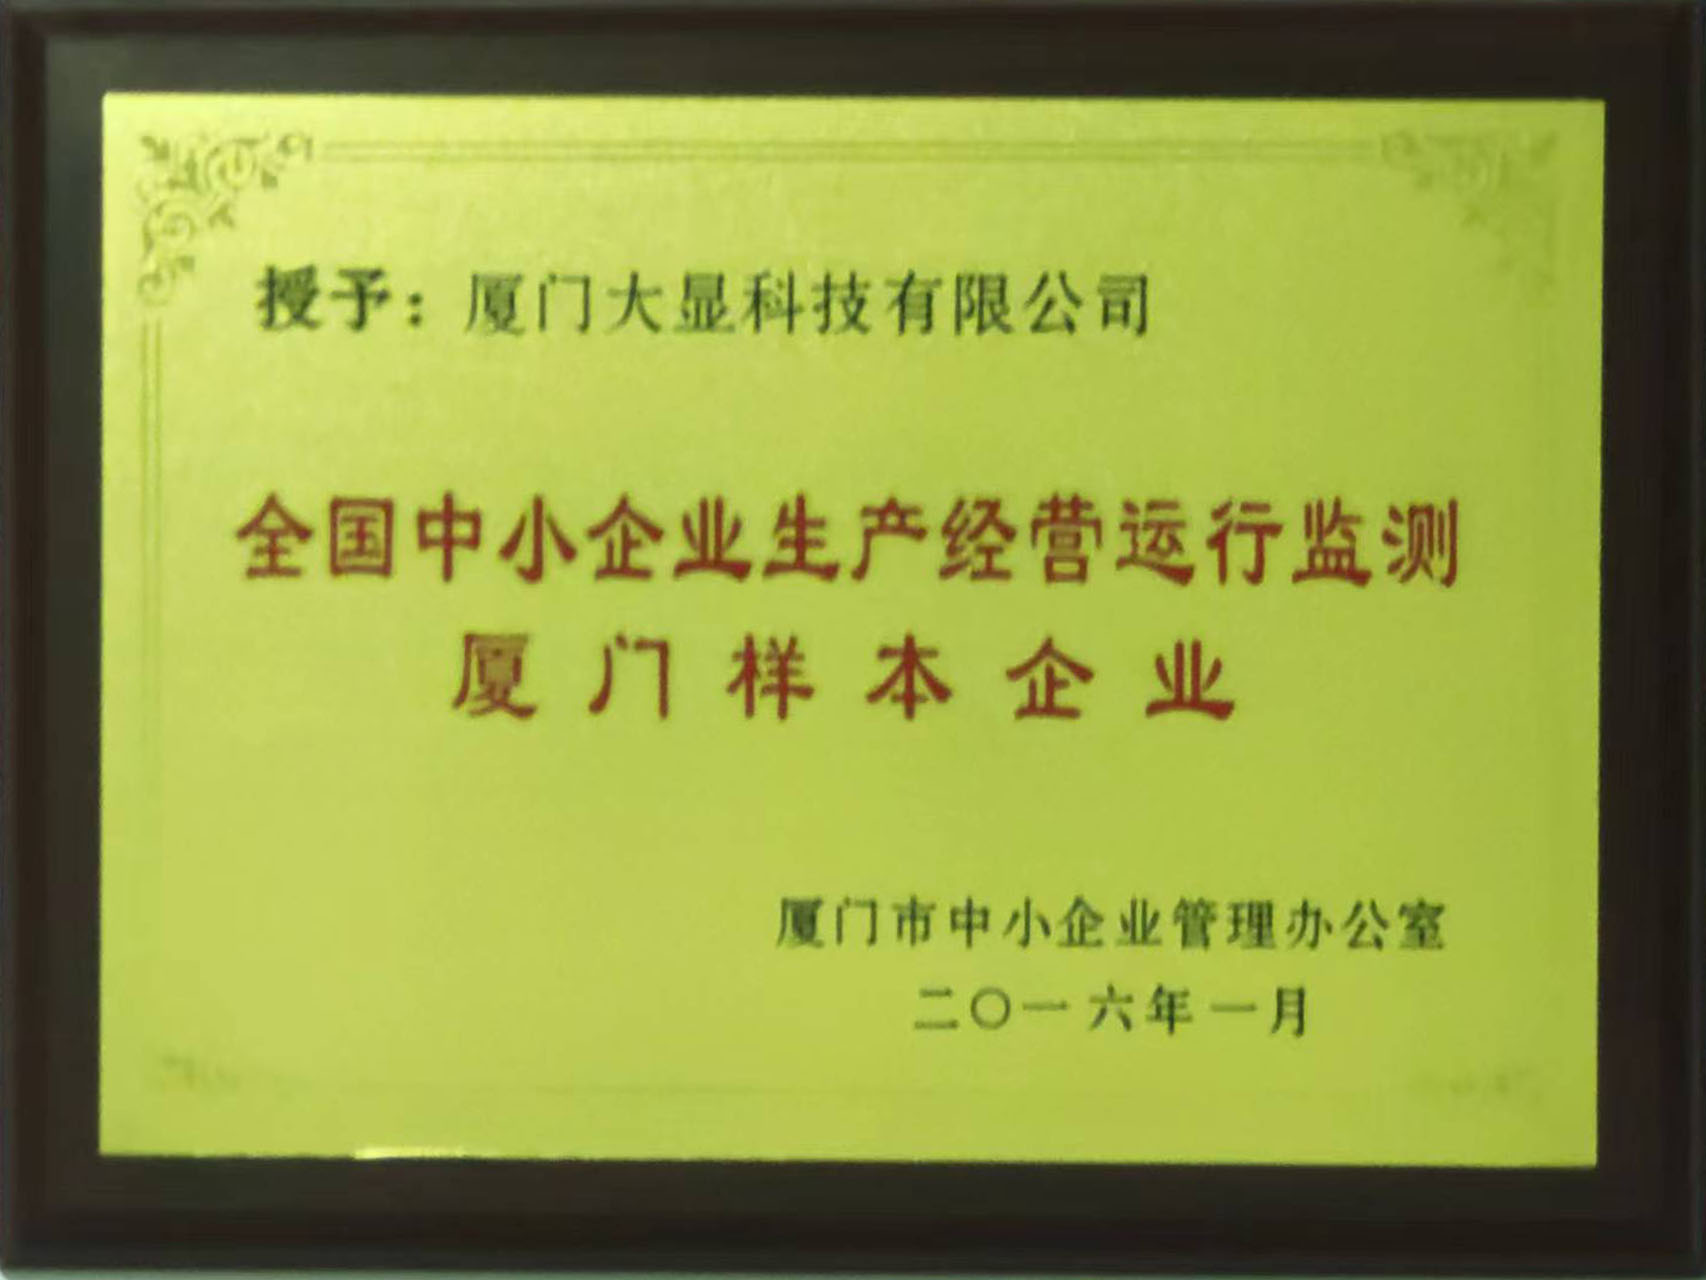 授予：厦门大显科技有限公司
全国中小企业生产经营运行监测
厦门样本企业
厦门市中小企业管理办公室
二〇一六年一月